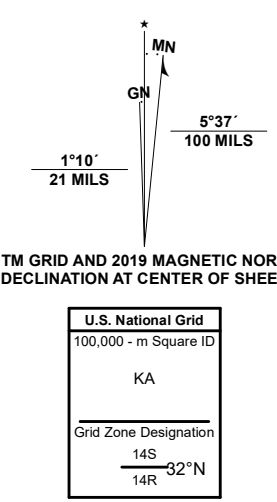 ★
MN
GN
5°37´
100 MILS
1°10´
21 MILS
TM GRID AND 2019 MAGNETIC NOR
DECLINATION AT CENTER OF SHEE
U.S. National Grid
100,000 - m Square ID
KA
Grid Zone Designation
14S
32°N
14R